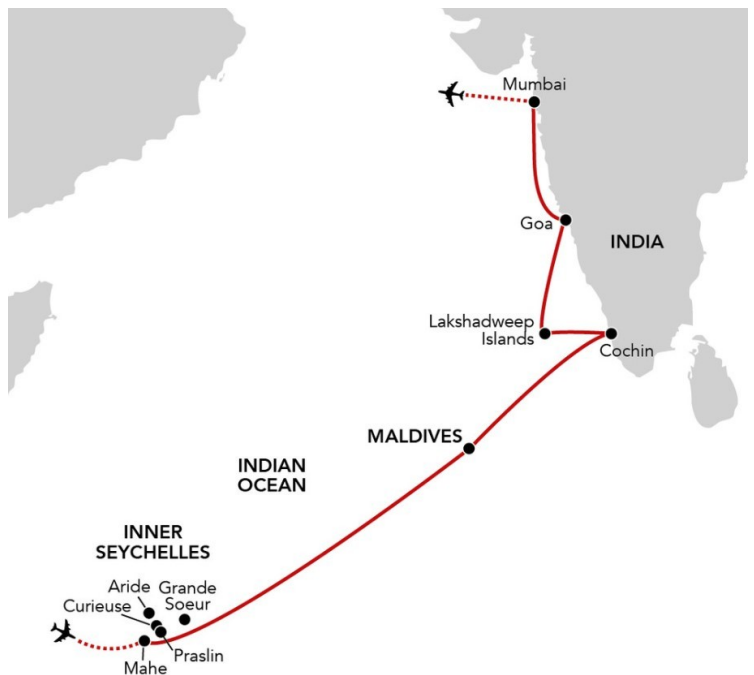 Mumbai
Goa
INDIA
Lakshadweep
Islands
Cochin
MALDIVES
INDIAN
OCEAN
INNER
SEYCHELLES
Aride
Grande
Soeur
Curieuse
Praslin
Mahe